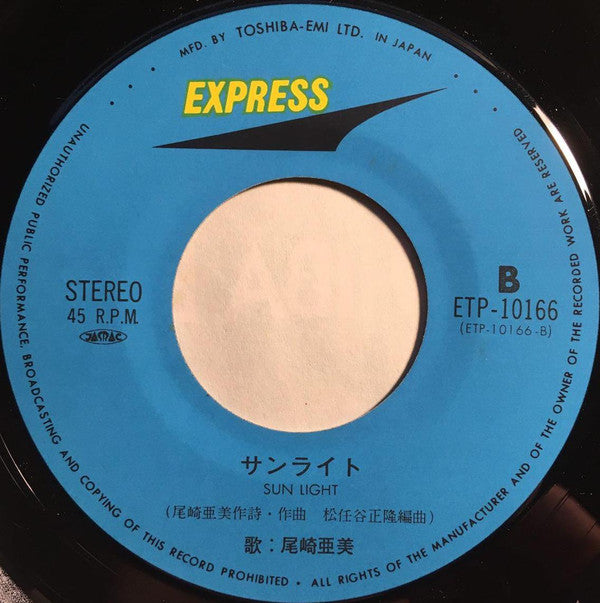 MFD. BY TOSHIBA-EMI LTD. IN JAPAN
EXPRESS
STEREO
45 R.P.M.
JASRAC
B
ETP-10166
(ETP-10166-B)
サンライト
SUN LIGHT
(尾崎亜美作詩・作曲 松任谷正隆編曲)
歌:尾崎亜美
UNAUTHORIZED PUBLIC PERFORMANCE, BROADCASTING AND COPYING OF THIS RECORD PROHIBITED • ALL RIGHTS OF THE MANUFACTURER AND OF THE OWNER OF THE RECORDED WORK ARE RESERVED